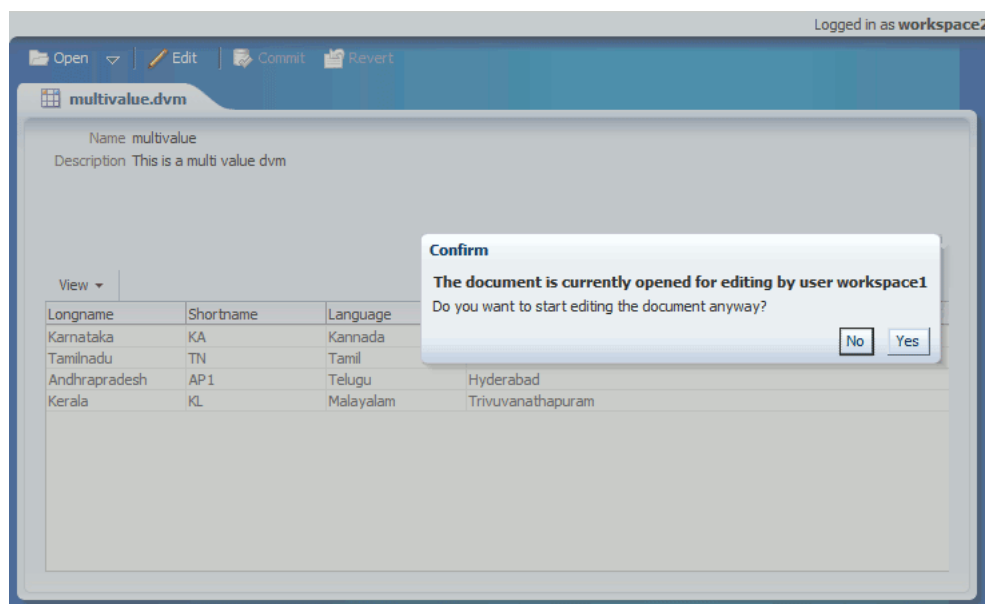 Logged in as workspace2
Open Edit Commit Revert
multivalue.dvm
Name multivalue
Description This is a multi value dvm
Confirm
The document is currently opened for editing by user workspace1
Do you want to start editing the document anyway?
No Yes
View
Longname Shortname Language
Karnataka KA Kannada
Tamilnadu TN Tamil
Andhrapradesh AP1 Telugu Hyderabad
Kerala KL Malayalam Trivuvanathapuram